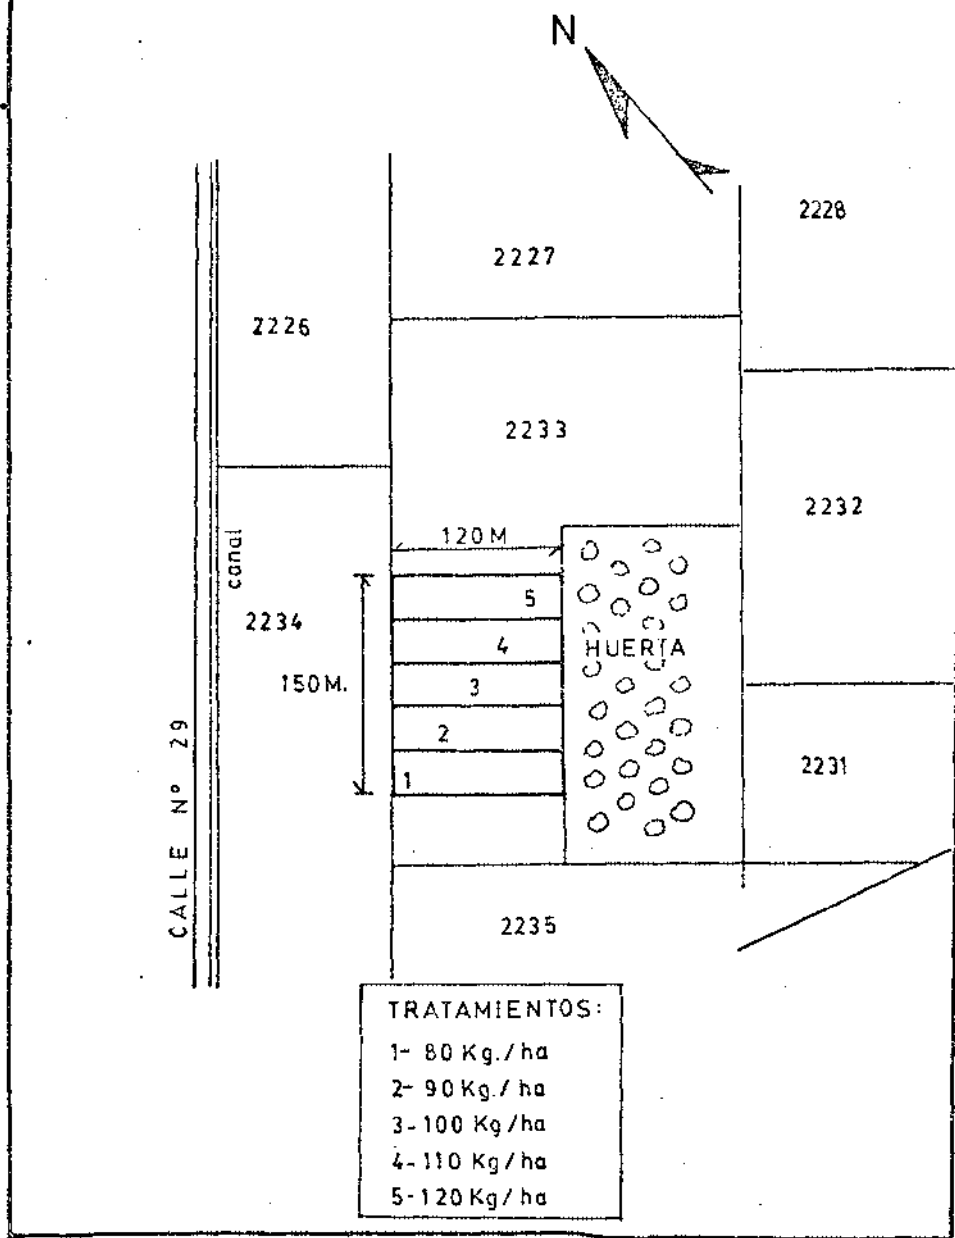 N
2228
2227
2226
2233
2232
120M
canal
5
2234
4
HUERTA
150M.
3
2
2231
1
CALLE Nº 29
2235
TRATAMIENTOS:
1- 80 Kg./ha
2- 90 Kg./ha
3-100 Kg/ha
4-110 Kg/ha
5-120 Kg/ha